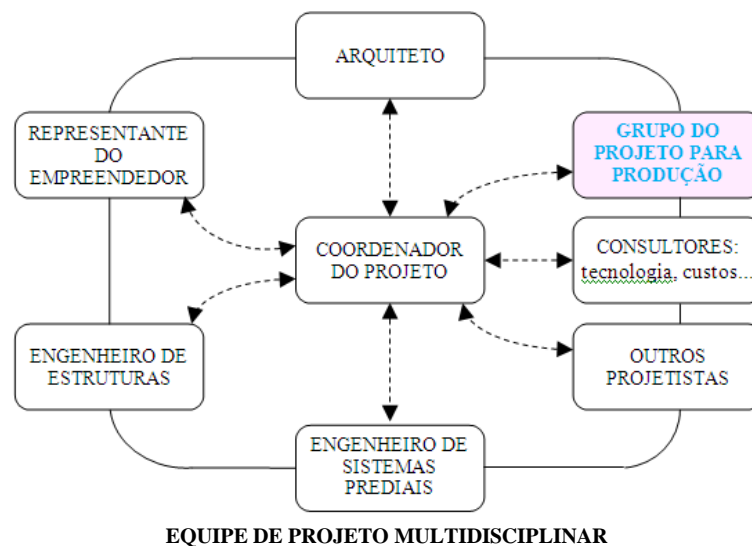 ARQUITETO
REPRESENTANTE
DO
EMPREENDEDOR
GRUPO DO
PROJETO PARA
PRODUÇÃO
COORDENADOR
DO PROJETO
CONSULTORES:
tecnologia, custos...
ENGENHEIRO DE
ESTRUTURAS
OUTROS
PROJETISTAS
ENGENHEIRO DE
SISTEMAS
PREDIAIS
EQUIPE DE PROJETO MULTIDISCIPLINAR